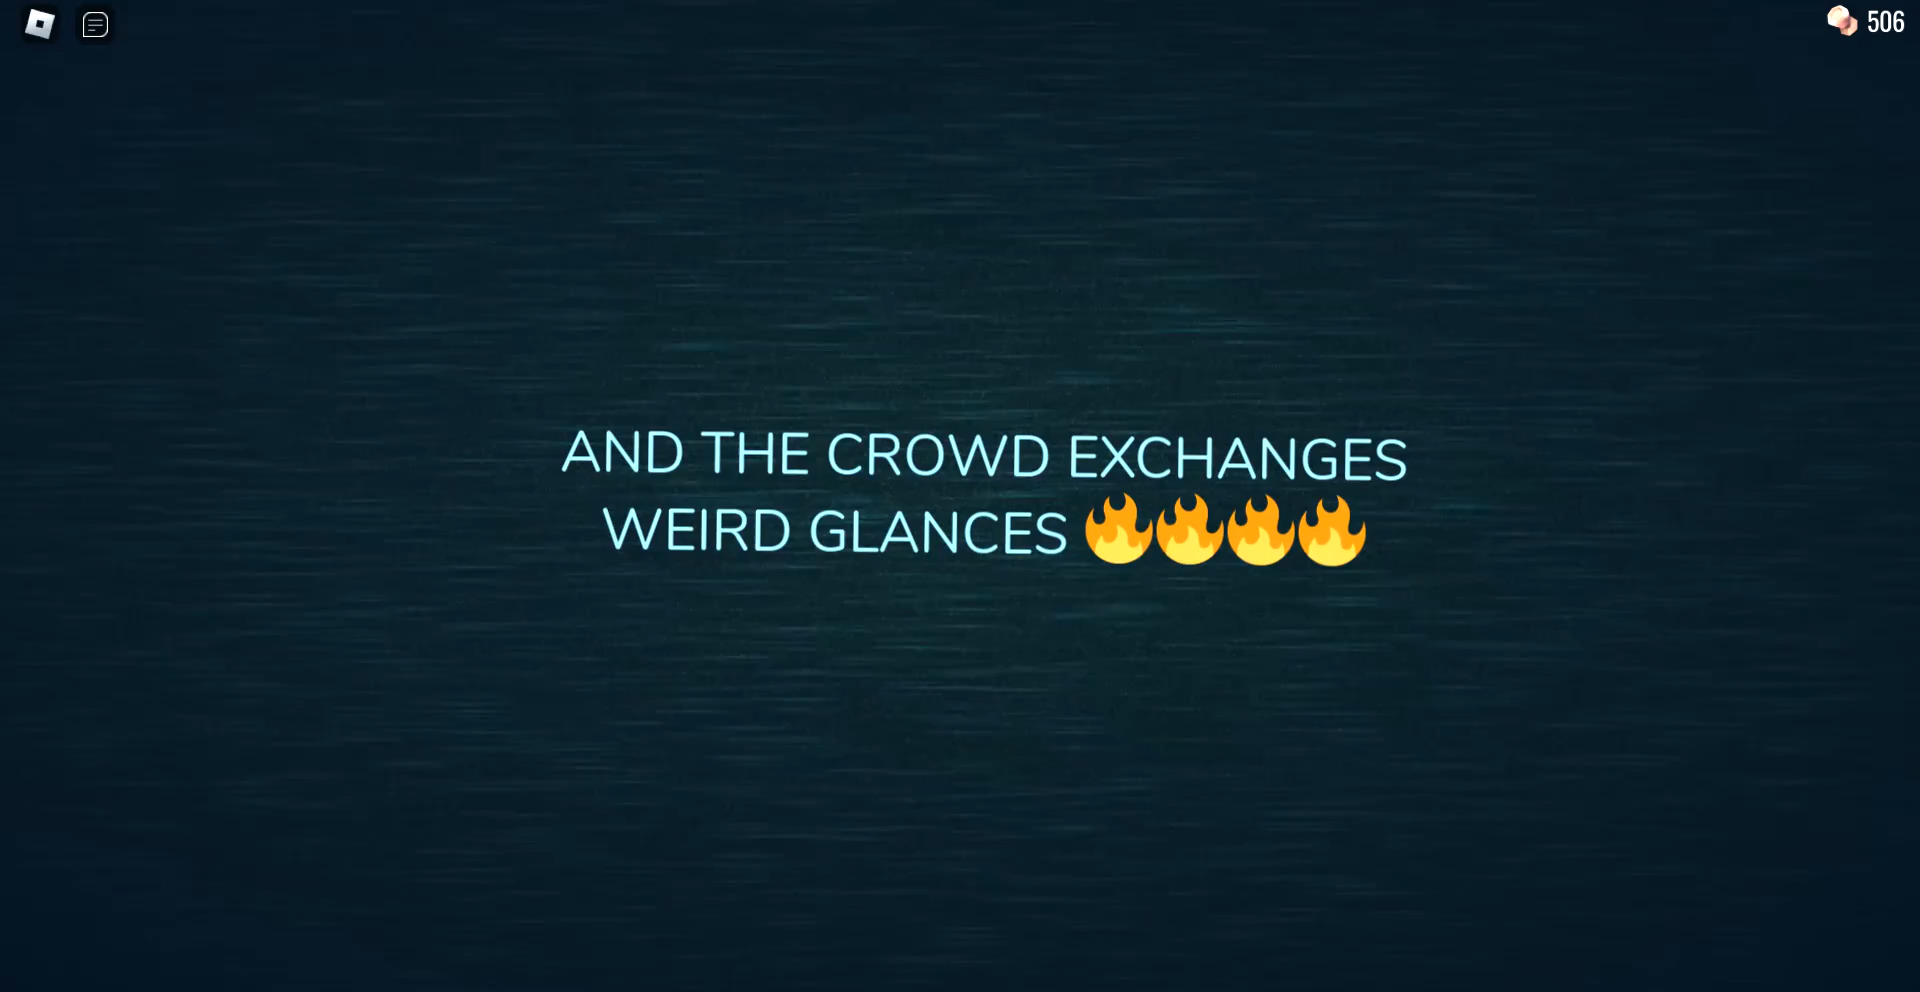 506
AND THE CROWD EXCHANGES
WEIRD GLANCES 🔥🔥🔥🔥